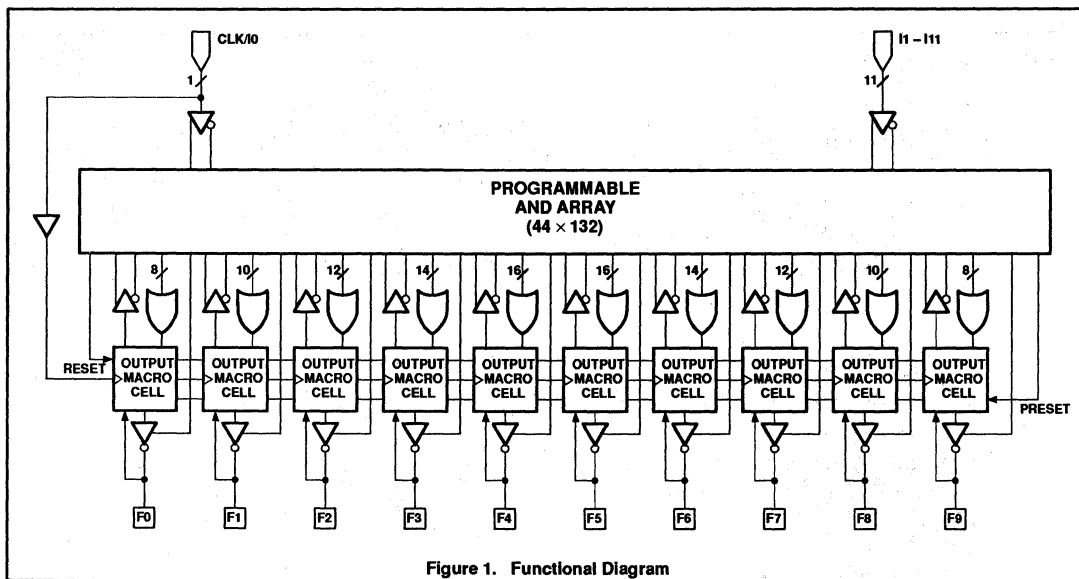 CLK/I0
I1 – I11
1
11
PROGRAMMABLE
AND ARRAY
(44 × 132)
8 10 12 14 16 16 14 12 10 8
RESET
OUTPUT MACRO CELL
OUTPUT MACRO CELL
OUTPUT MACRO CELL
OUTPUT MACRO CELL
OUTPUT MACRO CELL
OUTPUT MACRO CELL
OUTPUT MACRO CELL
OUTPUT MACRO CELL
OUTPUT MACRO CELL
OUTPUT MACRO CELL
PRESET
F0 F1 F2 F3 F4 F5 F6 F7 F8 F9
Figure 1. Functional Diagram